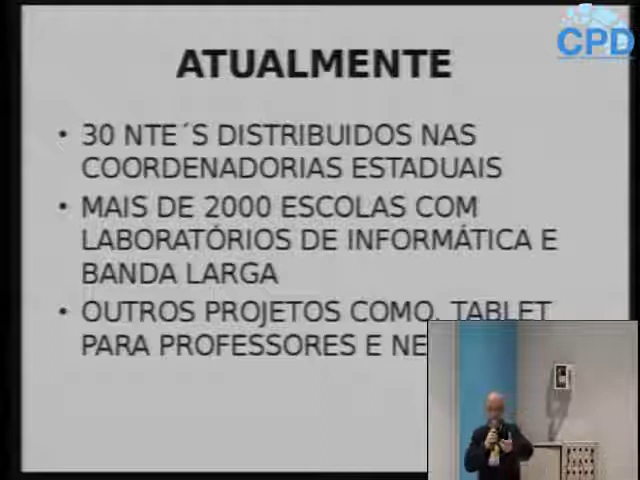 CPD
ATUALMENTE
• 30 NTE´S DISTRIBUIDOS NAS
COORDENADORIAS ESTADUAIS
• MAIS DE 2000 ESCOLAS COM
LABORATÓRIOS DE INFORMÁTICA E
BANDA LARGA
• OUTROS PROJETOS COMO, TABLET
PARA PROFESSORES E